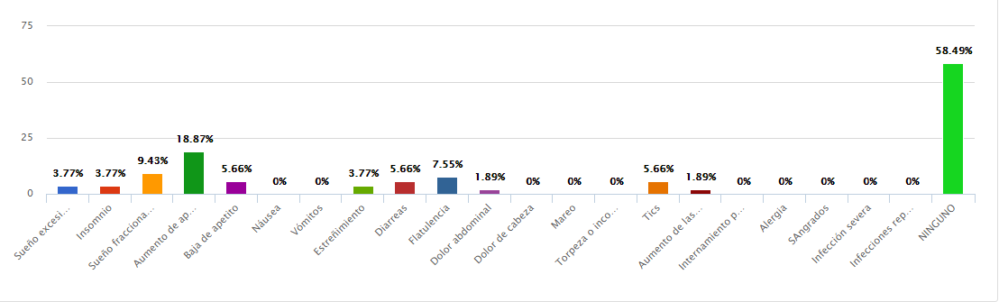 75
50
25
0
3.77%
3.77%
9.43%
18.87%
5.66%
0%
0%
3.77%
5.66%
7.55%
1.89%
0%
0%
0%
5.66%
1.89%
0%
0%
0%
0%
0%
58.49%
Sueño excesi...
Insomnio
Sueño fracciona...
Aumento de ap...
Baja de apetito
Náusea
Vómitos
Estreñimiento
Diarreas
Flatulencia
Dolor abdominal
Dolor de cabeza
Mareo
Torpeza o inco...
Tics
Aumento de las...
Internamiento p...
Alergia
SAngrados
Infección severa
Infecciones rep...
NINGUNO